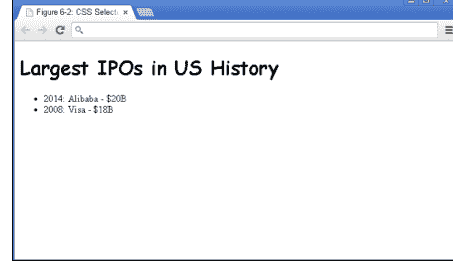 Figure 6-2: CSS Select
Largest IPOs in US History
2014: Alibaba - $20B
2008: Visa - $18B